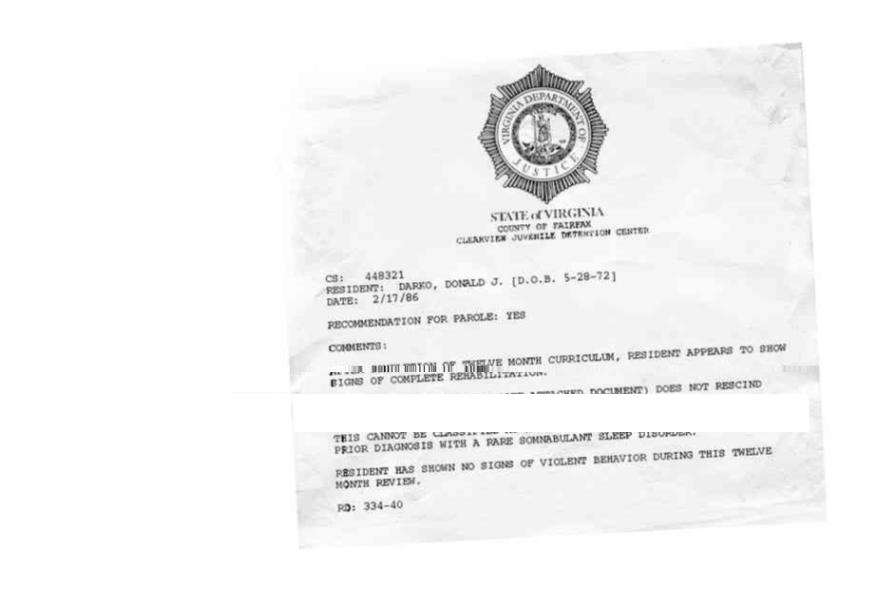 VIRGINIA DEPARTMENT OF
JUSTICE
STATE of VIRGINIA
COUNTY OF FAIRFAX
CLEARVIEW JUVENILE DETENTION CENTER
CS: 448321
RESIDENT: DARKO, DONALD J. [D.O.B. 5-28-72]
DATE: 2/17/86
RECOMMENDATION FOR PAROLE: YES
COMMENTS:
OF TWELVE MONTH CURRICULUM, RESIDENT APPEARS TO SHOW
SIGNS OF COMPLETE REHABILITATION.
ATTACHED DOCUMENT) DOES NOT RESCIND
THIS CANNOT BE CLASSIFIED
PRIOR DIAGNOSIS WITH A RARE SOMNABULANT SLEEP DISORDER.
RESIDENT HAS SHOWN NO SIGNS OF VIOLENT BEHAVIOR DURING THIS TWELVE
MONTH REVIEW.
RD: 334-40